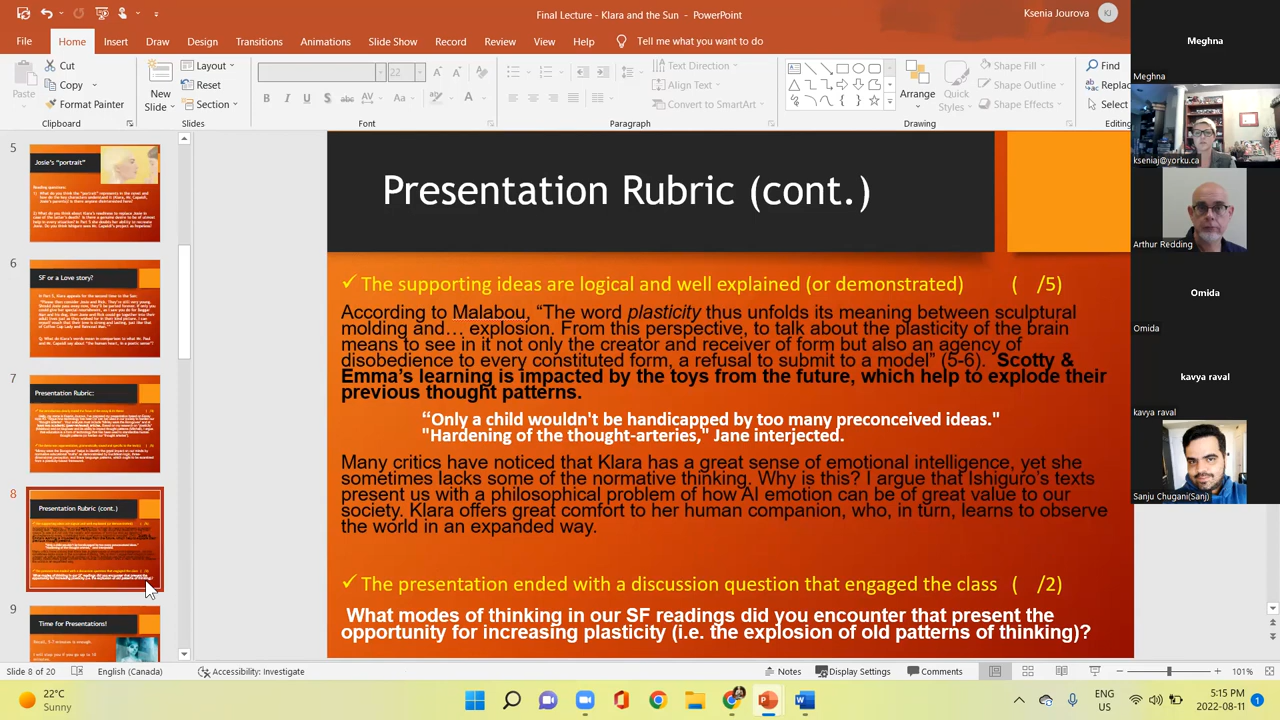 Final Lecture - Klara and the Sun - PowerPoint
Ksenia Jourova
KJ
File Home Insert Draw Design Transitions Animations Slide Show Record Review View Help Tell me what you want to do
Cut
Copy
Format Painter
Paste
Clipboard
New Slide
Layout
Reset
Section
Slides
22
Font
Paragraph
Text Direction
Align Text
Convert to SmartArt
Arrange
Quick Styles
Shape Fill
Shape Outline
Shape Effects
Drawing
Find
Replac
Select
Editing
5
Josie's "portrait"
6
SF or a Love story?
7
Presentation Rubric:
8
Presentation Rubric (cont.)
9
Time for Presentations!
Presentation Rubric (cont.)
✓ The supporting ideas are logical and well explained (or demonstrated) ( /5)
According to Malabou, “The word plasticity thus unfolds its meaning between sculptural
molding and… explosion. From this perspective, to talk about the plasticity of the brain
means to see in it not only the creator and receiver of form but also an agency of
disobedience to every constituted form, a refusal to submit to a model” (5-6). Scotty &
Emma’s learning is impacted by the toys from the future, which help to explode their
previous thought patterns.
“Only a child wouldn't be handicapped by too many preconceived ideas."
"Hardening of the thought-arteries," Jane interjected.
Many critics have noticed that Klara has a great sense of emotional intelligence, yet she
sometimes lacks some of the normative thinking. Why is this? I argue that Ishiguro’s texts
present us with a philosophical problem of how AI emotion can be of great value to our
society. Klara offers great comfort to her human companion, who, in turn, learns to observe
the world in an expanded way.
✓ The presentation ended with a discussion question that engaged the class ( /2)
What modes of thinking in our SF readings did you encounter that present the
opportunity for increasing plasticity (i.e. the explosion of old patterns of thinking)?
Meghna
Meghna
kseniaj@yorku.ca
Arthur Redding
Omida
Omida
kavya raval
kavya raval
Sanju Chugani(Sanj)
Slide 8 of 20
English (Canada)
Accessibility: Investigate
Notes
Display Settings
Comments
101%
22°C
Sunny
ENG
US
5:15 PM
2022-08-11
1